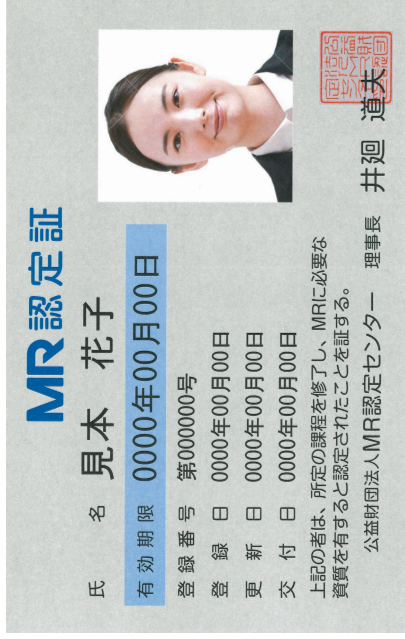 MR認定証
氏 名 見本 花子
有効期限 0000年00月00日
登録番号 第000000号
登 録 日 0000年00月00日
更 新 日 0000年00月00日
交 付 日 0000年00月00日
上記の者は、所定の課程を修了し、MRに必要な
資質を有すると認定されたことを証する。
公益財団法人MR認定センター 理事長 井廻 道夫